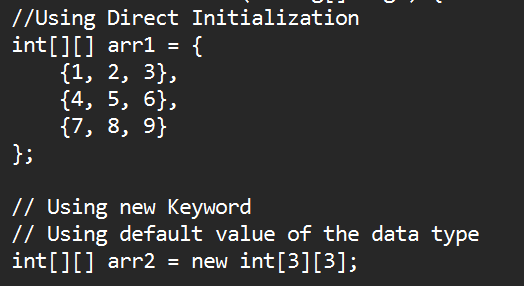 //Using Direct Initialization
int[][] arr1 = {
    {1, 2, 3},
    {4, 5, 6},
    {7, 8, 9}
};

// Using new Keyword
// Using default value of the data type
int[][] arr2 = new int[3][3];